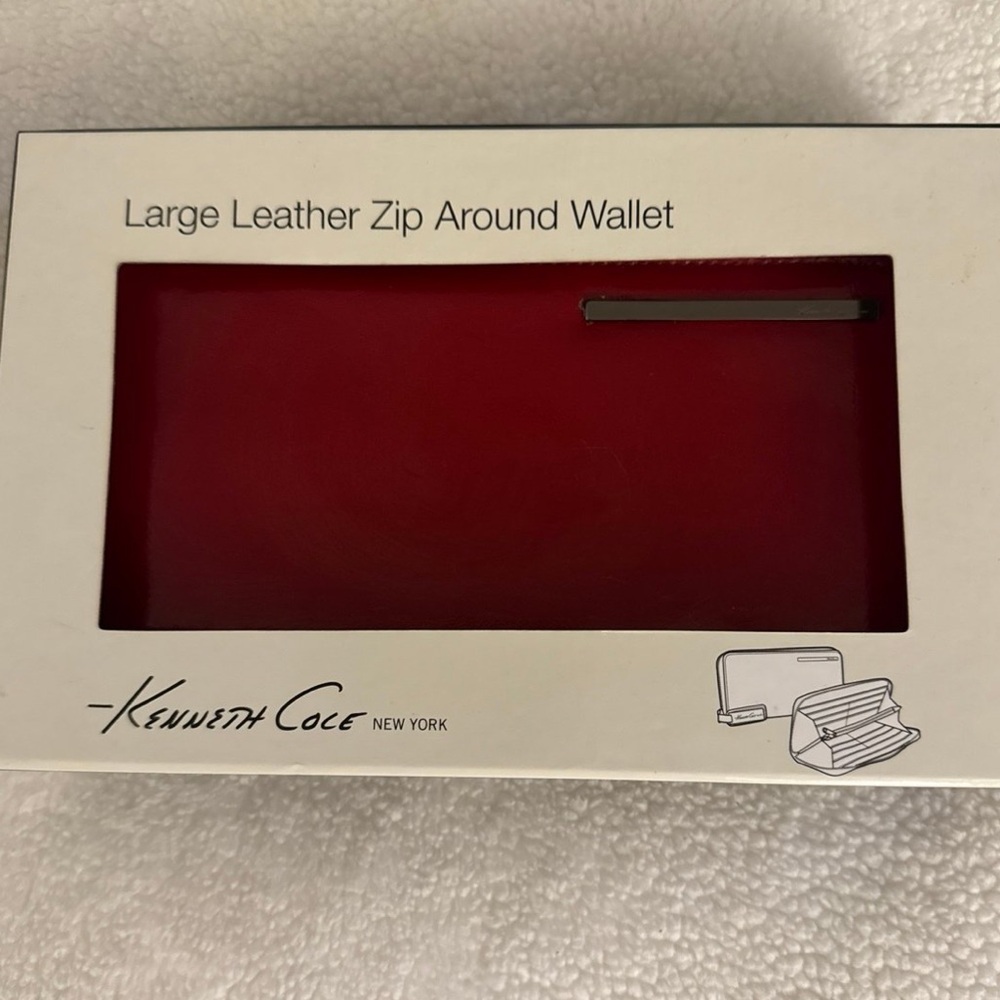 Large Leather Zip Around Wallet
Kenneth Cole NEW YORK